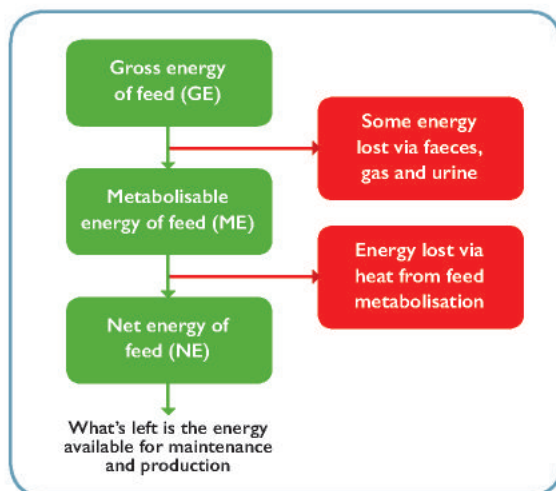 Gross energy
of feed (GE)
Some energy
lost via faeces,
gas and urine
Metabolisable
energy of feed (ME)
Energy lost via
heat from feed
metabolisation
Net energy of
feed (NE)
What's left is the energy
available for maintenance
and production